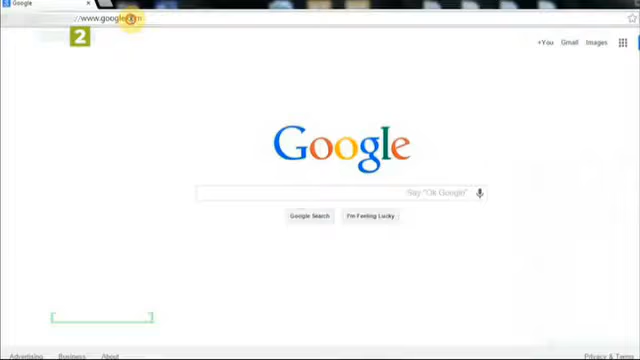 Google
//www.google
2
+You Gmail Images
Google
Say "Ok Google"
Google Search I'm Feeling Lucky
Advertising Business About Privacy & Terms